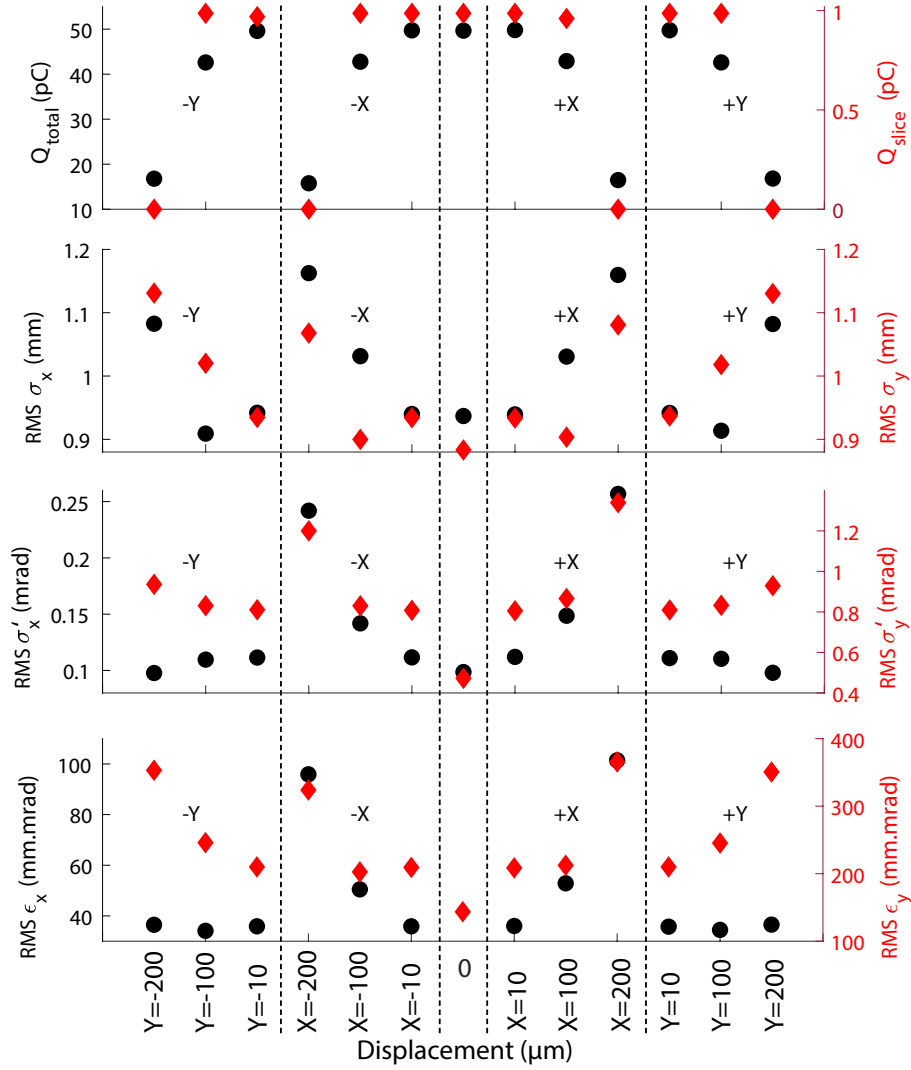 Q_total (pC)
50
40
30
20
10
-Y
-X
+X
+Y
1
0.5
0
Q_slice (pC)
RMS σ_x (mm)
1.2
1.1
1
0.9
-Y
-X
+X
+Y
1.2
1.1
1
0.9
RMS σ_y (mm)
RMS σ_x′ (mrad)
0.25
0.2
0.15
0.1
-Y
-X
+X
+Y
1.2
1
0.8
0.6
0.4
RMS σ_y′ (mrad)
RMS ϵ_x (mm.mrad)
100
80
60
40
-Y
-X
+X
+Y
400
300
200
100
RMS ϵ_y (mm.mrad)
Y=-200
Y=-100
Y=-10
X=-200
X=-100
X=-10
0
X=10
X=100
X=200
Y=10
Y=100
Y=200
Displacement (μm)